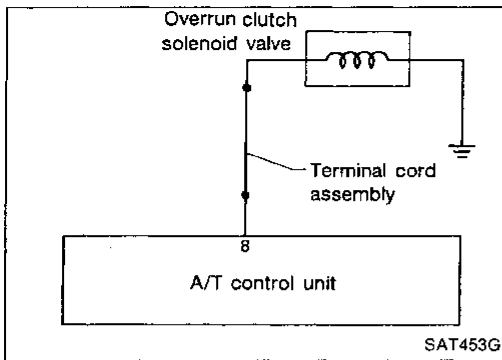 Overrun clutch
solenoid valve
Terminal cord
assembly
8
A/T control unit
SAT453G